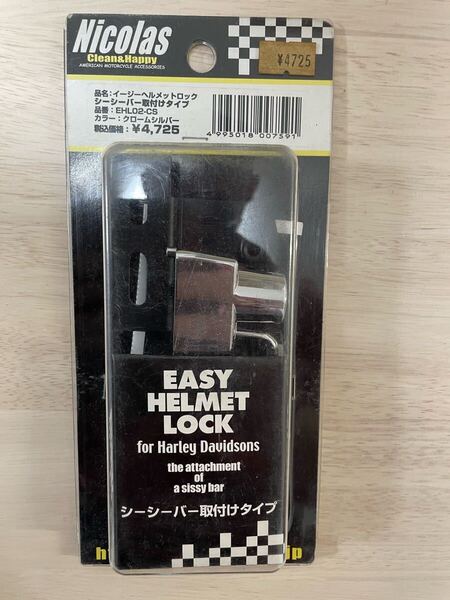 Nicolas
Clean&Happy
AMERICAN MOTORCYCLE ACCESSORIES
¥4725
品名:イージーヘルメットロック
シーシーバー取付けタイプ
品番:EHL02-CS
カラー:クロームシルバー
税込価格:¥4,725
4995018007591
EASY
HELMET
LOCK
for Harley Davidsons
the attachment
of
a sissy bar
シーシーバー取付けタイプ